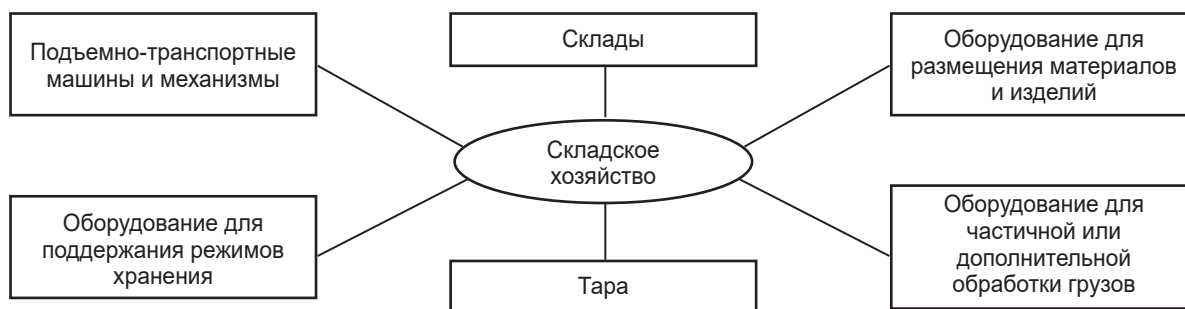 Подъемно-транспортные
машины и механизмы
Склады
Оборудование для
размещения материалов
и изделий
Складское
хозяйство
Оборудование для
поддержания режимов
хранения
Тара
Оборудование для
частичной или
дополнительной
обработки грузов